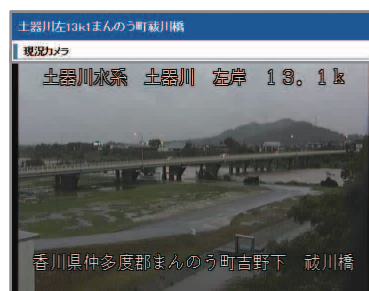 土器川左13k1まんのう町祓川橋
現況カメラ
土器川水系　土器川　左岸　１３．１ｋ
香川県仲多度郡まんのう町吉野下　祓川橋